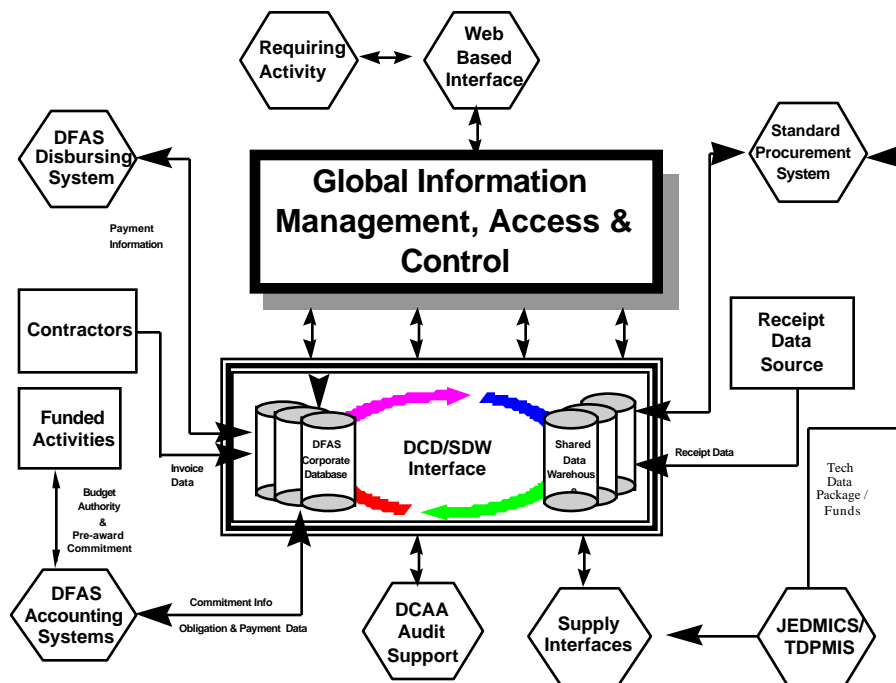 Requiring
Activity
Web
Based
Interface
DFAS
Disbursing
System
Standard
Procurement
System
Global Information
Management, Access &
Control
Payment
Information
Contractors
Receipt
Data
Source
Funded
Activities
DFAS
Corporate
Database
DCD/SDW
Interface
Shared
Data
Warehous
e
Invoice
Data
Receipt Data
Tech
Data
Package /
Funds
Budget
Authority
&
Pre-award
Commitment
DFAS
Accounting
Systems
Commitment Info
Obligation & Payment Data
DCAA
Audit
Support
Supply
Interfaces
JEDMICS/
TDPMIS